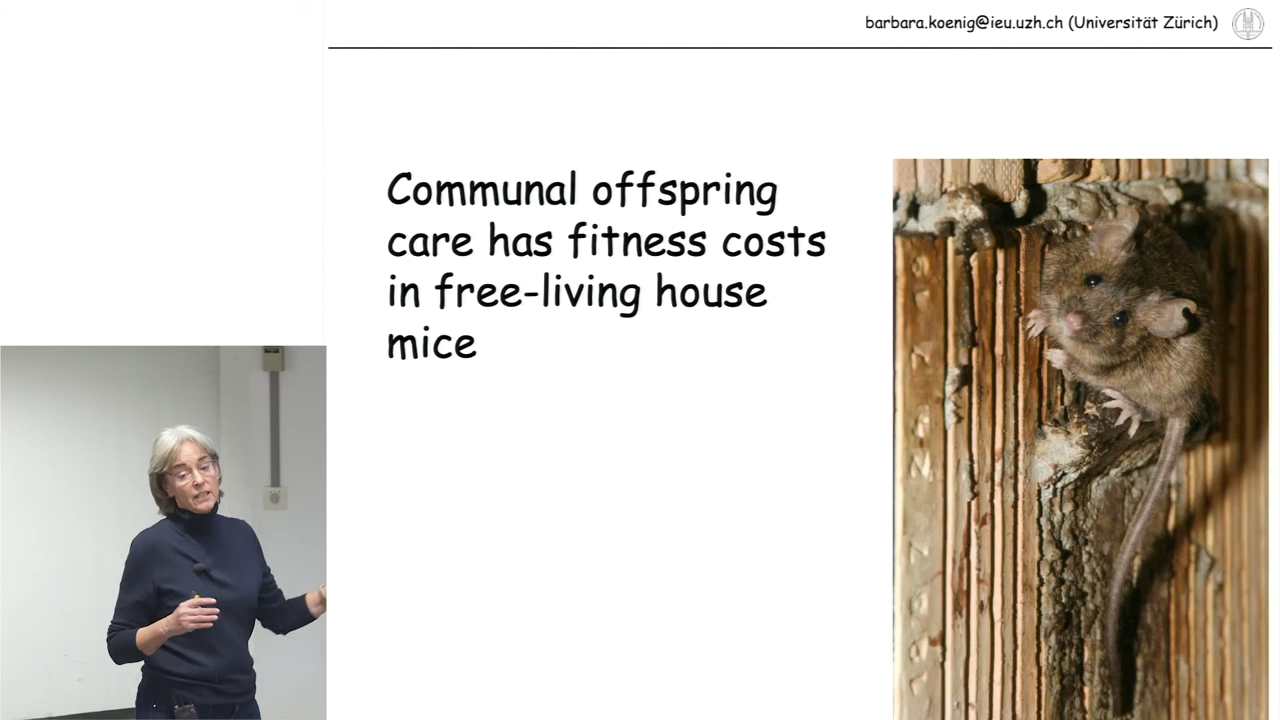 barbara.koenig@ieu.uzh.ch (Universität Zürich)
Communal offspring
care has fitness costs
in free-living house
mice